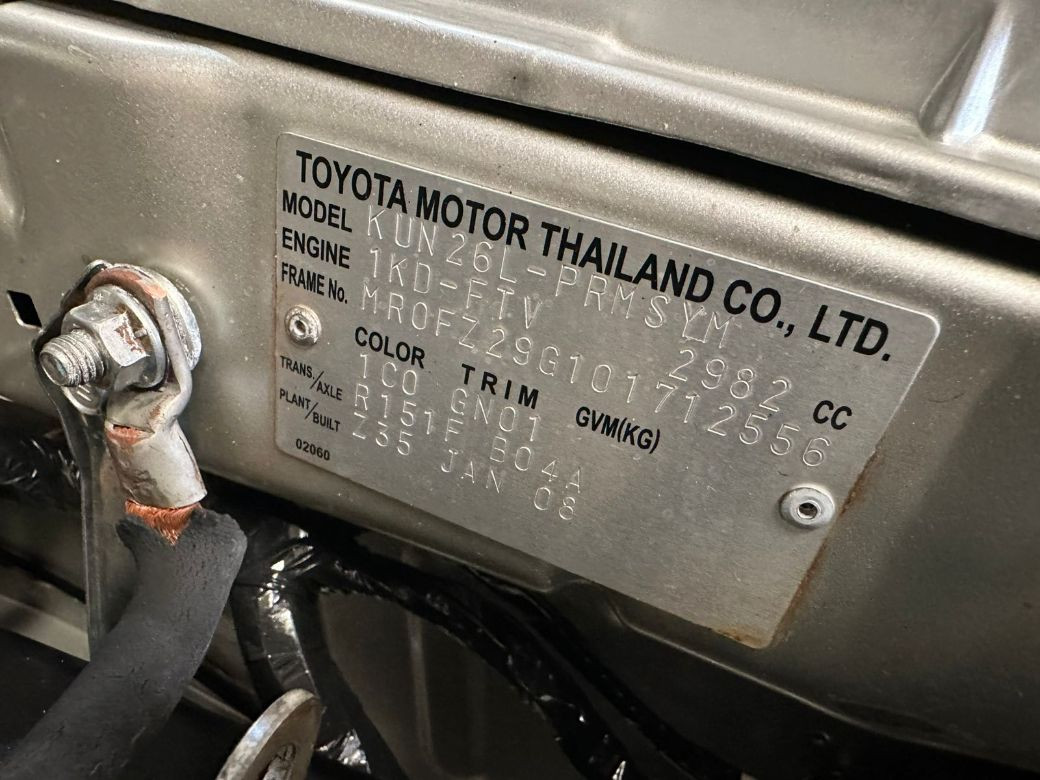 TOYOTA MOTOR THAILAND CO., LTD.
MODEL KUN26L-PRMSYM
ENGINE 1KD-FTV 2982 CC
FRAME No. MR0FZ29G101712556
COLOR TRIM GVM(KG)
1C0 GN01
TRANS./AXLE R151F B04A
PLANT/BUILT Z35 JAN 08
02060